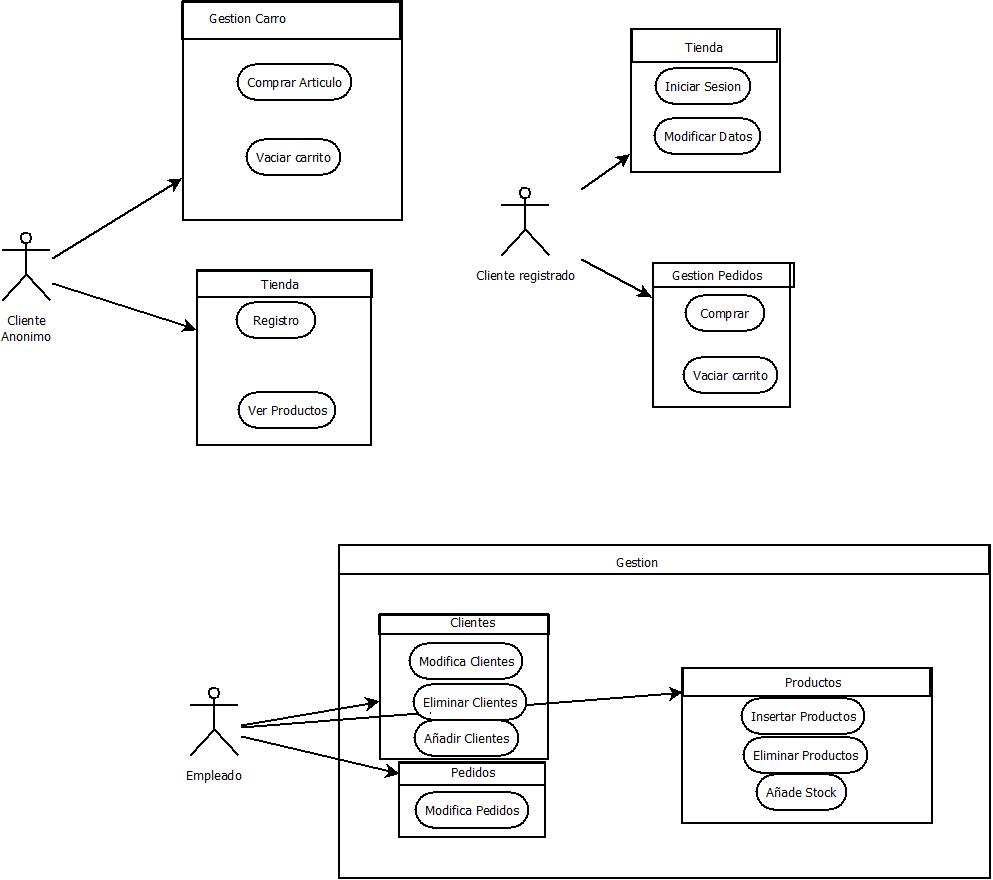 Gestion Carro
Comprar Articulo
Vaciar carrito
Cliente
Anonimo
Tienda
Registro
Ver Productos
Tienda
Iniciar Sesion
Modificar Datos
Cliente registrado
Gestion Pedidos
Comprar
Vaciar carrito
Gestion
Clientes
Modifica Clientes
Eliminar Clientes
Añadir Clientes
Empleado
Pedidos
Modifica Pedidos
Productos
Insertar Productos
Eliminar Productos
Añade Stock